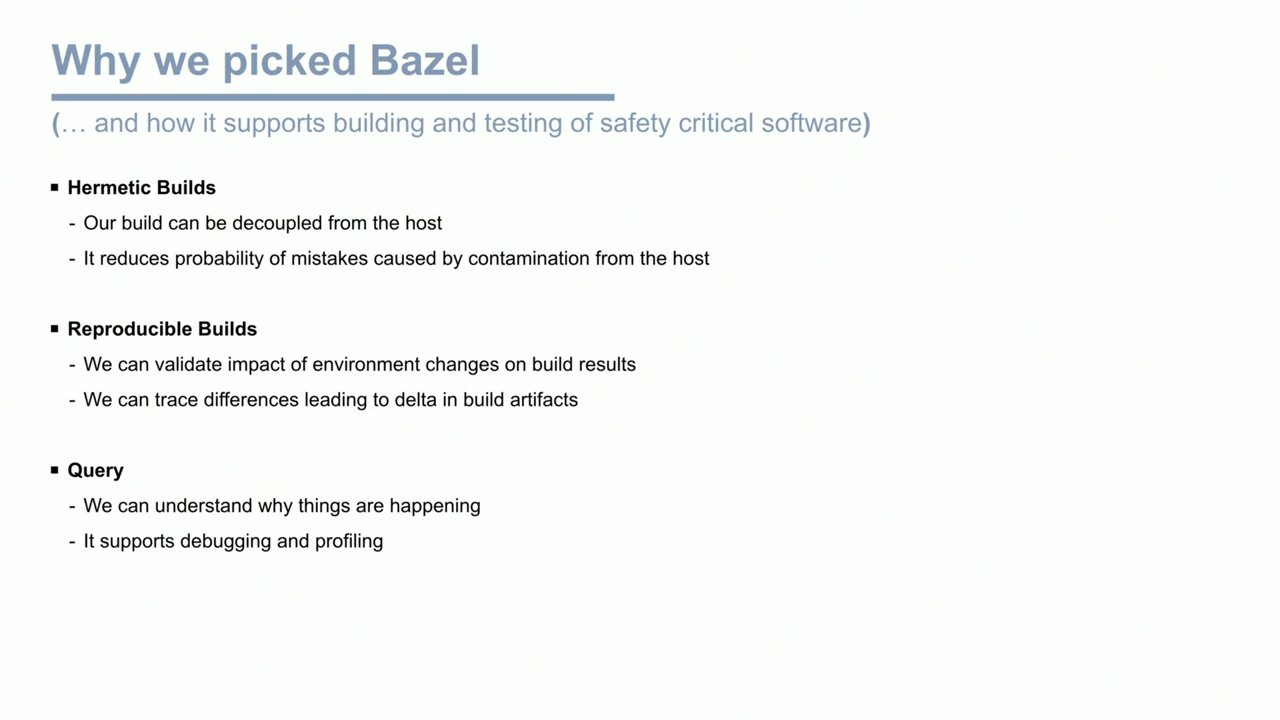 Why we picked Bazel
(… and how it supports building and testing of safety critical software)
▪ Hermetic Builds
- Our build can be decoupled from the host
- It reduces probability of mistakes caused by contamination from the host
▪ Reproducible Builds
- We can validate impact of environment changes on build results
- We can trace differences leading to delta in build artifacts
▪ Query
- We can understand why things are happening
- It supports debugging and profiling